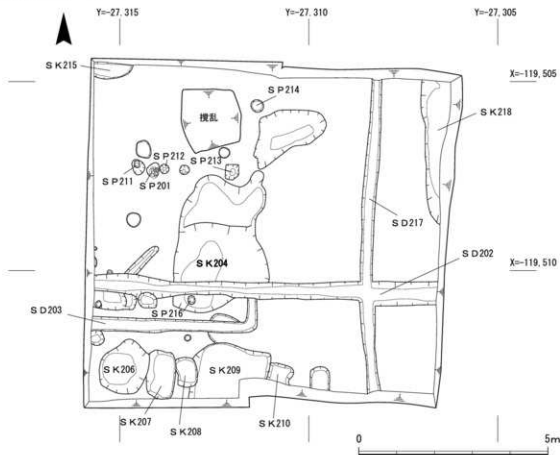 Y=-27,315
Y=-27,310
Y=-27,305
X=-119,505
SK215
SP214
SK218
撹乱
SP212
SP213
SP211
SP201
SD217
SK204
SD202
X=-119,510
SD203
SP216
SK206
SK209
SK207
SK208
SK210
0
5m